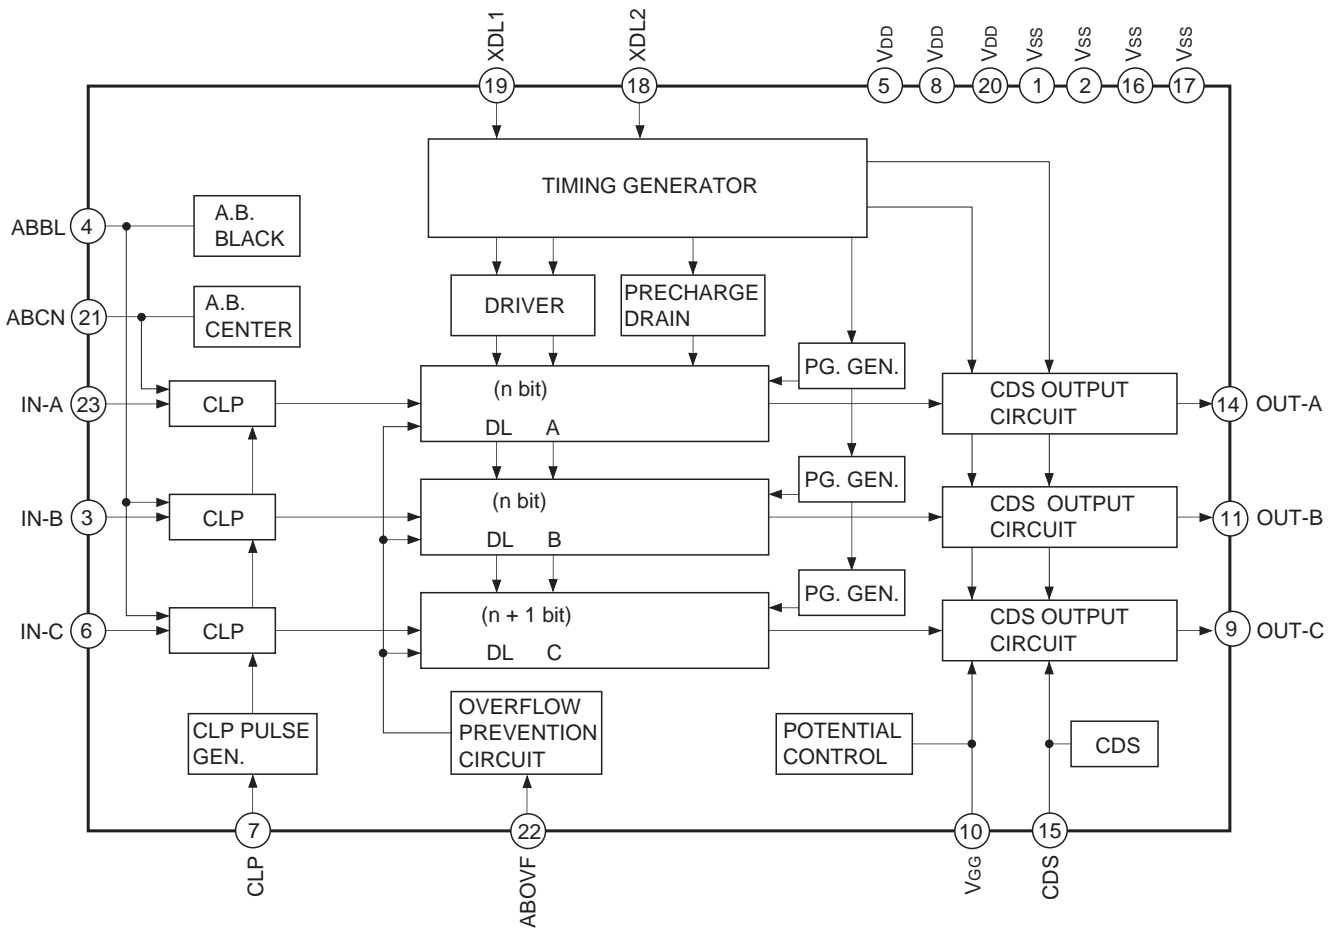 XDL1
XDL2
VDD
VDD
VDD
VSS
VSS
VSS
VSS
19
18
5
8
20
1
2
16
17
TIMING GENERATOR
ABBL
4
A.B.
BLACK
ABCN
21
A.B.
CENTER
DRIVER
PRECHARGE
DRAIN
PG. GEN.
IN-A
23
CLP
(n bit)
DL A
CDS OUTPUT
CIRCUIT
14
OUT-A
PG. GEN.
IN-B
3
CLP
(n bit)
DL B
CDS OUTPUT
CIRCUIT
11
OUT-B
PG. GEN.
IN-C
6
CLP
(n + 1 bit)
DL C
CDS OUTPUT
CIRCUIT
9
OUT-C
CLP PULSE
GEN.
OVERFLOW
PREVENTION
CIRCUIT
POTENTIAL
CONTROL
CDS
7
22
10
15
CLP
ABOVF
VGG
CDS